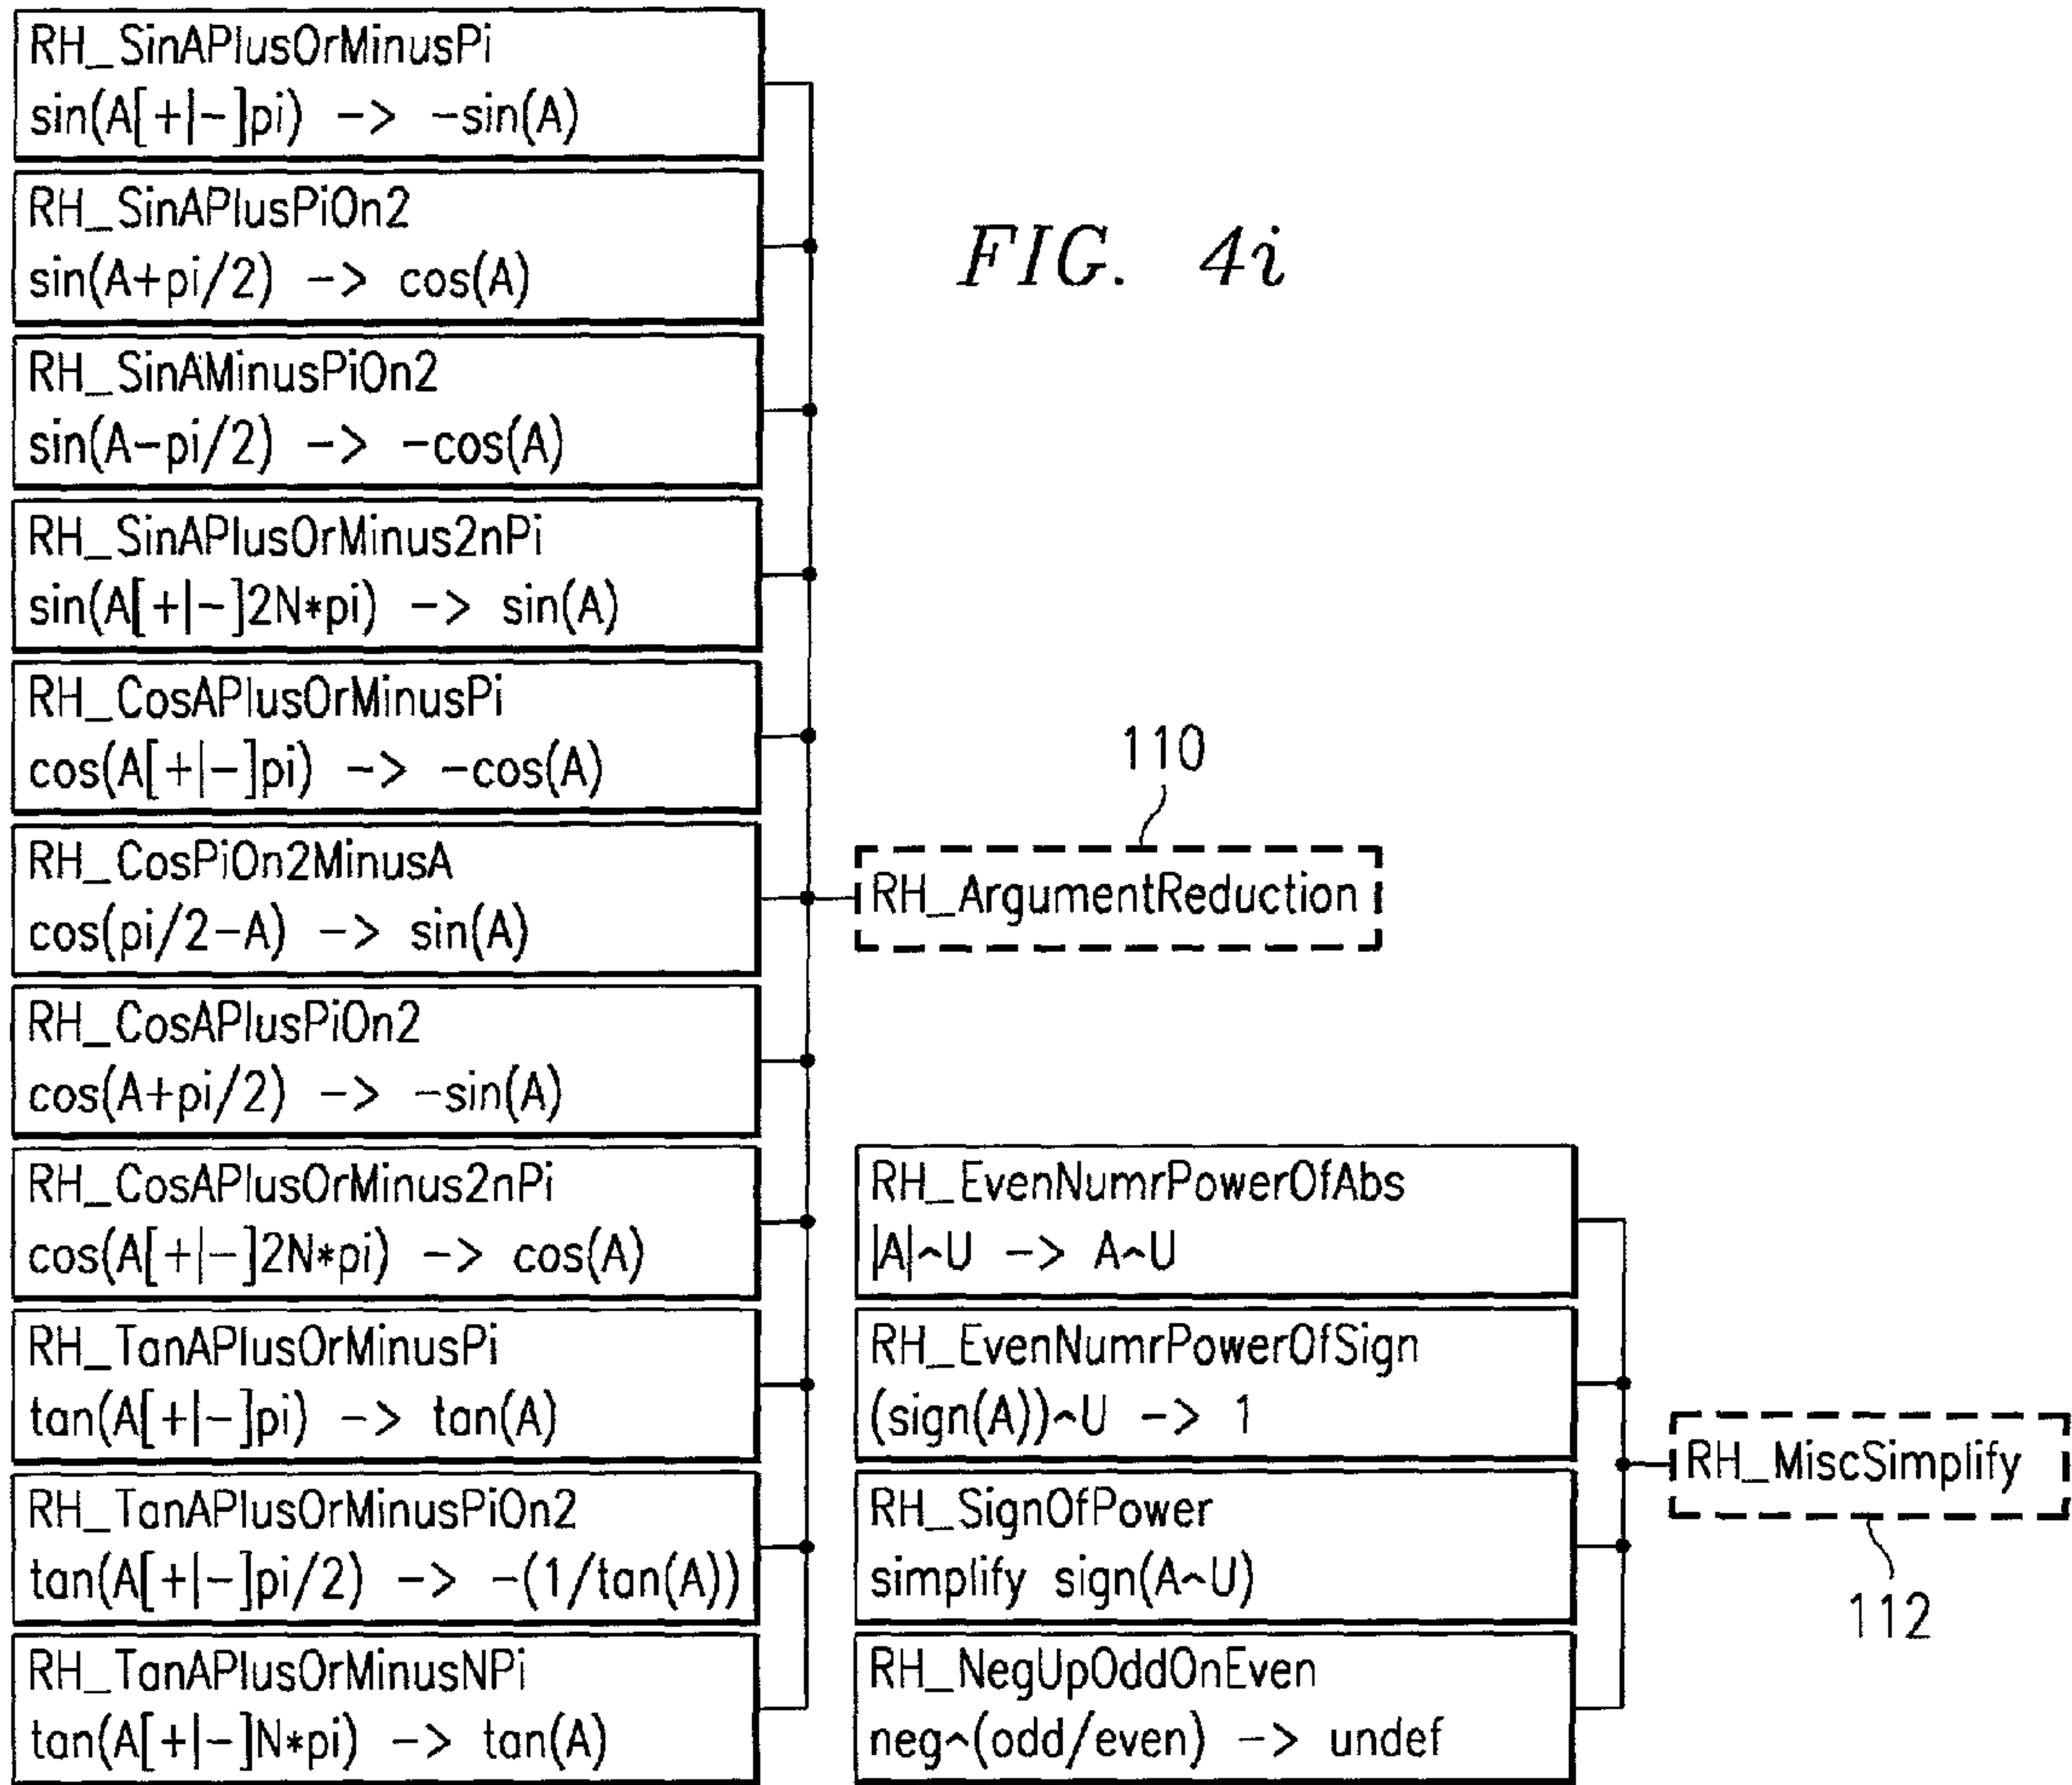 RH_SinAPlusOrMinusPi
sin(A[+|-]pi) -> -sin(A)
RH_SinAPlusPiOn2
sin(A+pi/2) -> cos(A)
FIG. 4i
RH_SinAMinusPiOn2
sin(A-pi/2) -> -cos(A)
RH_SinAPlusOrMinus2nPi
sin(A[+|-]2N*pi) -> sin(A)
RH_CosAPlusOrMinusPi
cos(A[+|-]pi) -> -cos(A)
RH_CosPiOn2MinusA
cos(pi/2-A) -> sin(A)
110
RH_ArgumentReduction
RH_CosAPlusPiOn2
cos(A+pi/2) -> -sin(A)
RH_CosAPlusOrMinus2nPi
cos(A[+|-]2N*pi) -> cos(A)
RH_TanAPlusOrMinusPi
tan(A[+|-]pi) -> tan(A)
RH_TanAPlusOrMinusPiOn2
tan(A[+|-]pi/2) -> -(1/tan(A))
RH_TanAPlusOrMinusNPi
tan(A[+|-]N*pi) -> tan(A)
RH_EvenNumrPowerOfAbs
|A|^U -> A^U
RH_EvenNumrPowerOfSign
(sign(A))^U -> 1
RH_SignOfPower
simplify sign(A^U)
RH_NegUpOddOnEven
neg^(odd/even) -> undef
RH_MiscSimplify
112